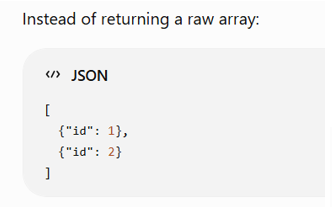 Instead of returning a raw array:
</> JSON
[
  {"id": 1},
  {"id": 2}
]